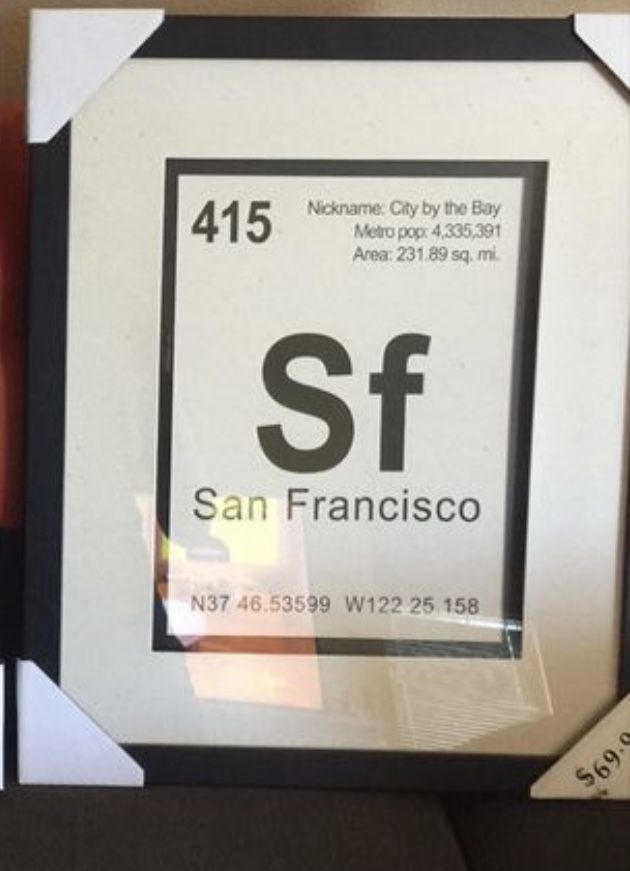 415
Nickname: City by the Bay
Metro pop: 4,335,391
Area: 231.89 sq. mi.
Sf
San Francisco
N37 46.53599 W122 25.158
$69.9